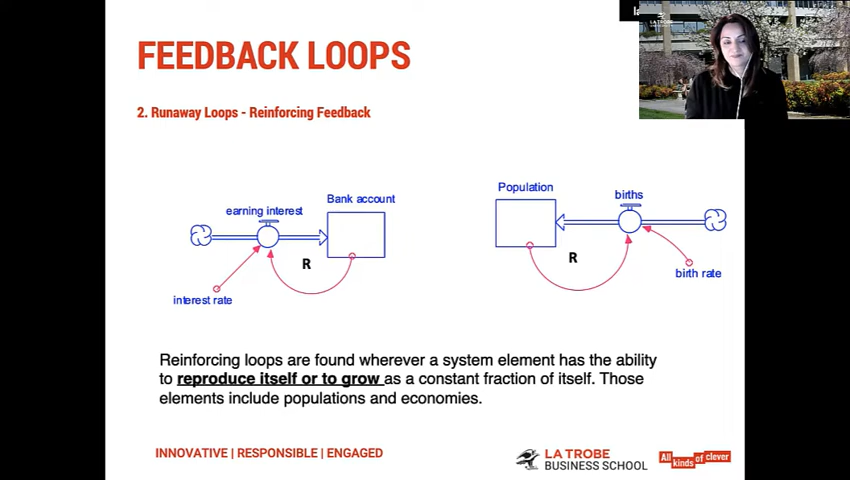 FEEDBACK LOOPS
2. Runaway Loops - Reinforcing Feedback
earning interest
Bank account
R
interest rate
Population
births
R
birth rate
Reinforcing loops are found wherever a system element has the ability
to reproduce itself or to grow as a constant fraction of itself. Those
elements include populations and economies.
INNOVATIVE | RESPONSIBLE | ENGAGED
LA TROBE
BUSINESS SCHOOL
All
kinds of clever
LA TROBE